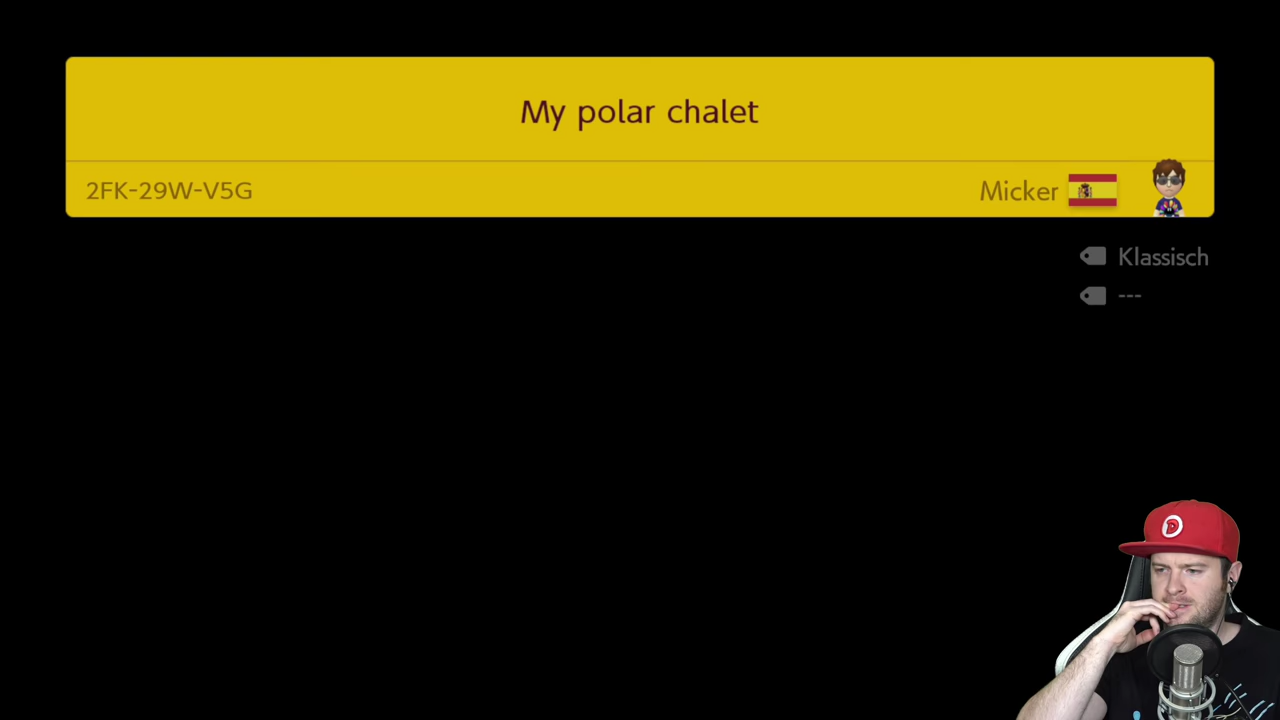 My polar chalet
2FK-29W-V5G
Micker
Klassisch
---
D